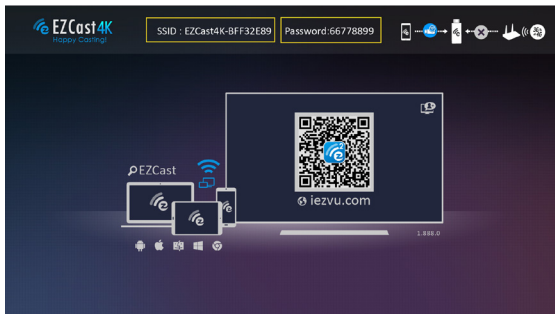 EZCast4K
Happy Casting!
SSID : EZCast4K-BFF32E89
Password:66778899
EZCast
iezvu.com
1.888.0